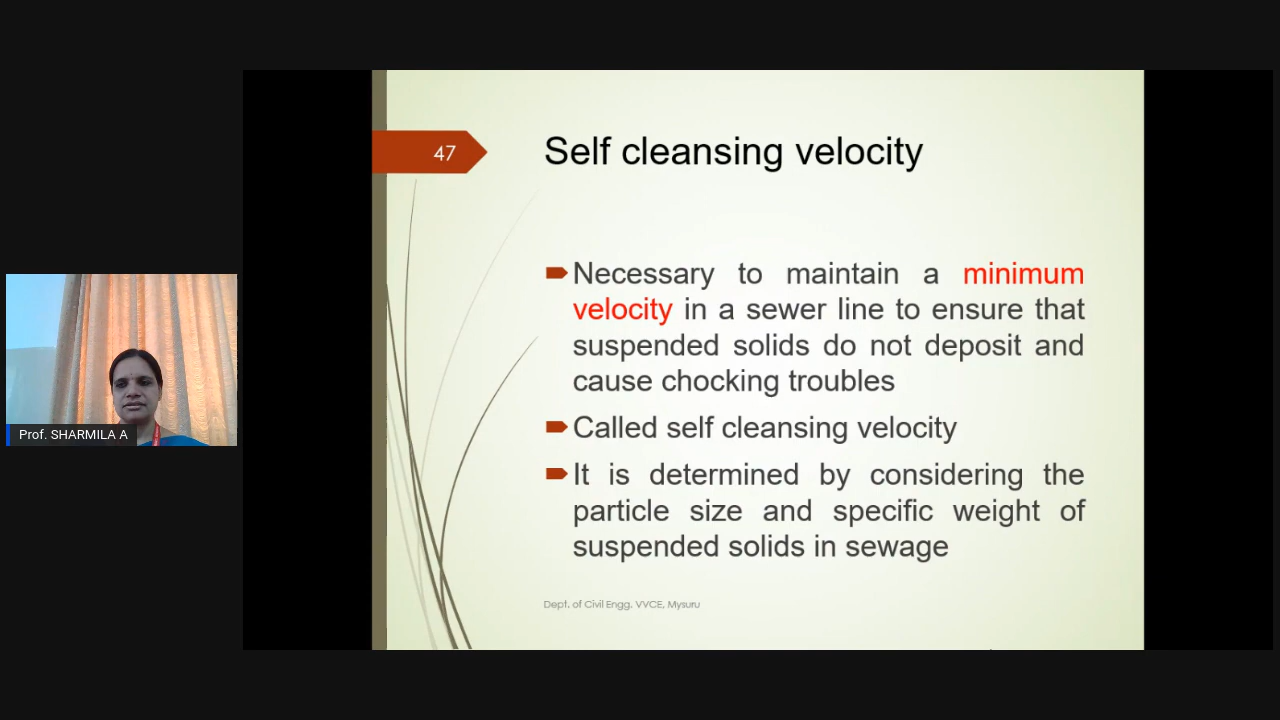 47
Self cleansing velocity
Necessary to maintain a minimum
velocity in a sewer line to ensure that
suspended solids do not deposit and
cause chocking troubles
Called self cleansing velocity
It is determined by considering the
particle size and specific weight of
suspended solids in sewage
Dept. of Civil Engg. VVCE, Mysuru
Prof. SHARMILA A